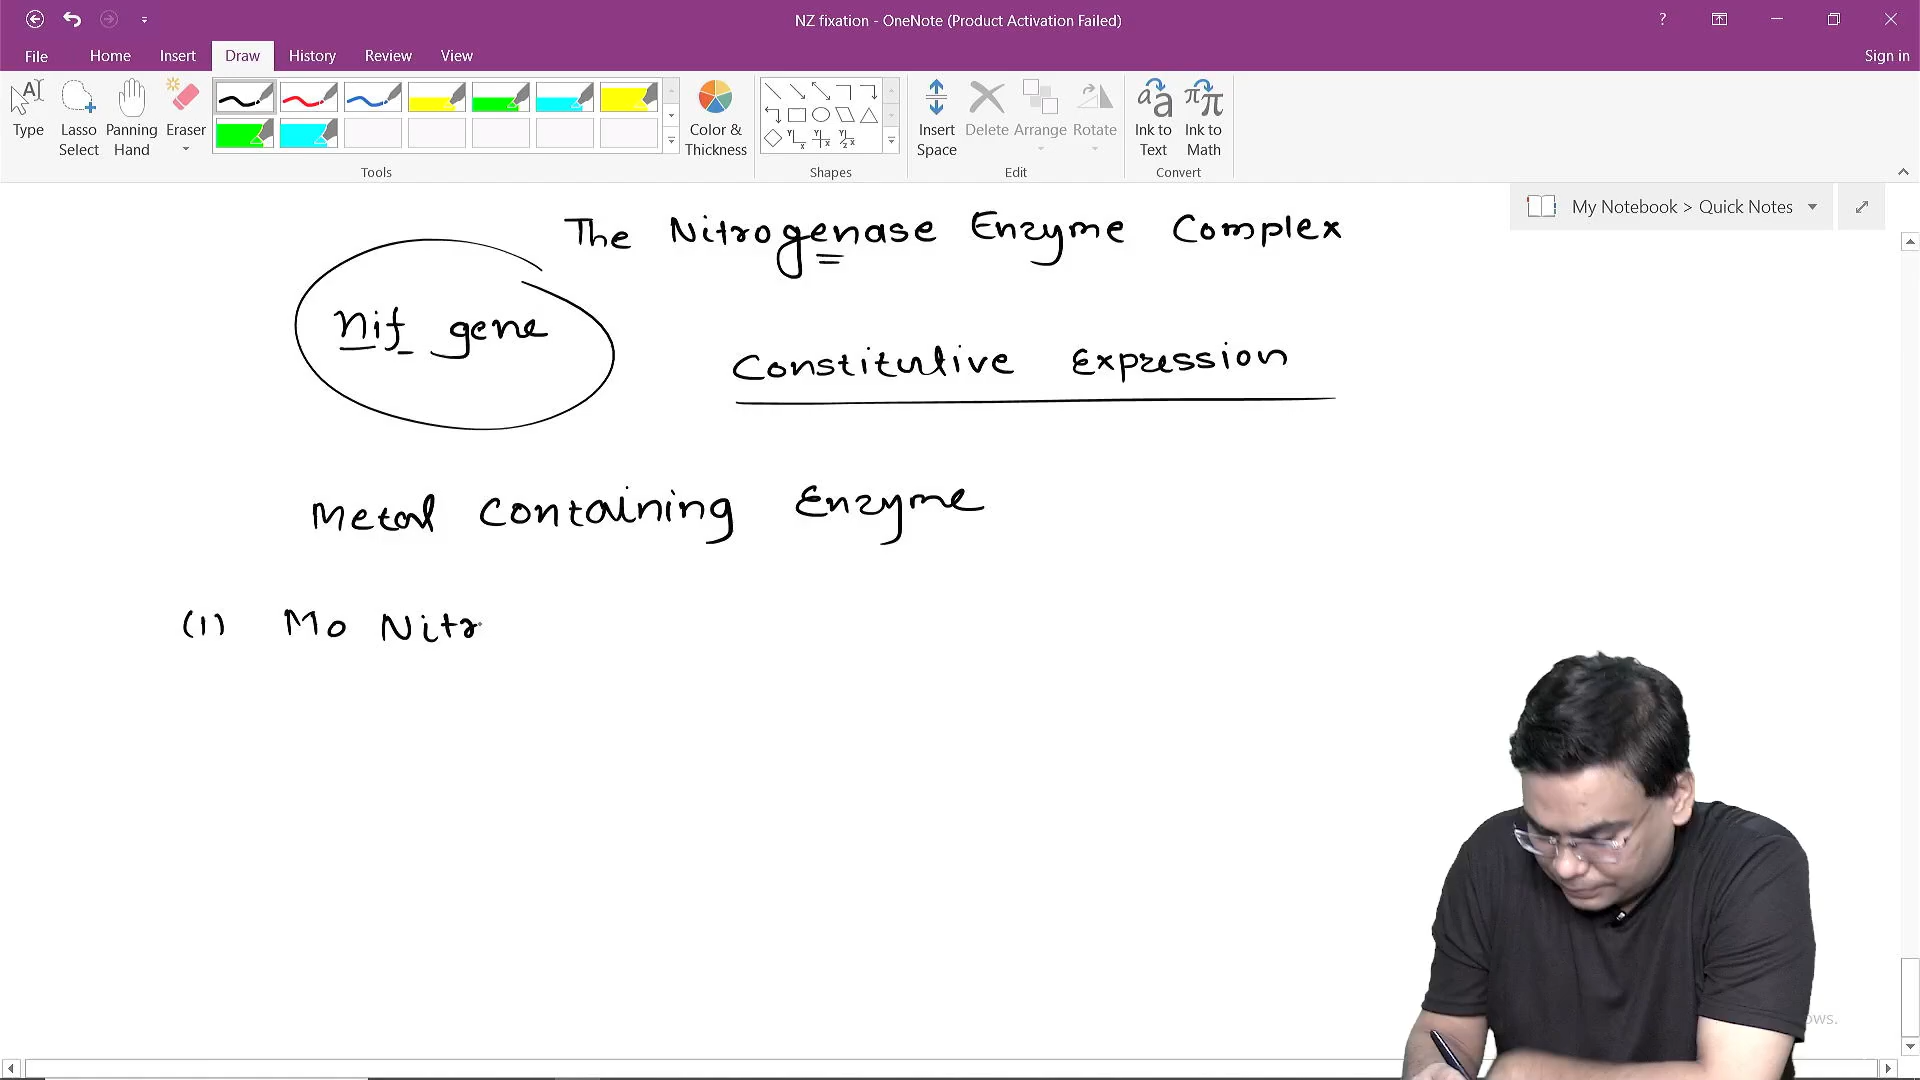 NZ fixation - OneNote (Product Activation Failed)
?
File Home Insert Draw History Review View
Sign in
Type
Lasso Select
Panning Hand
Eraser
Color & Thickness
Insert Space
Delete
Arrange
Rotate
Ink to Text
Ink to Math
Tools
Shapes
Edit
Convert
My Notebook > Quick Notes
The Nitrogenase Enzyme Complex
Nif gene
Constitutive Expression
Metal containing Enzyme
(1) Mo Nitr
ows.